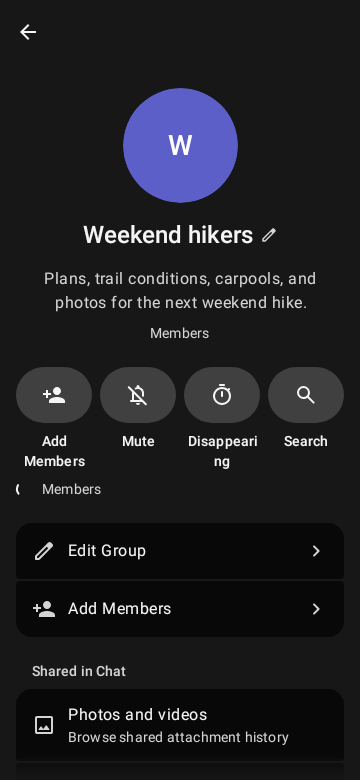 W
Weekend hikers
Plans, trail conditions, carpools, and
photos for the next weekend hike.
Members
Add
Members
Mute
Disappeari
ng
Search
Members
Edit Group
Add Members
Shared in Chat
Photos and videos
Browse shared attachment history